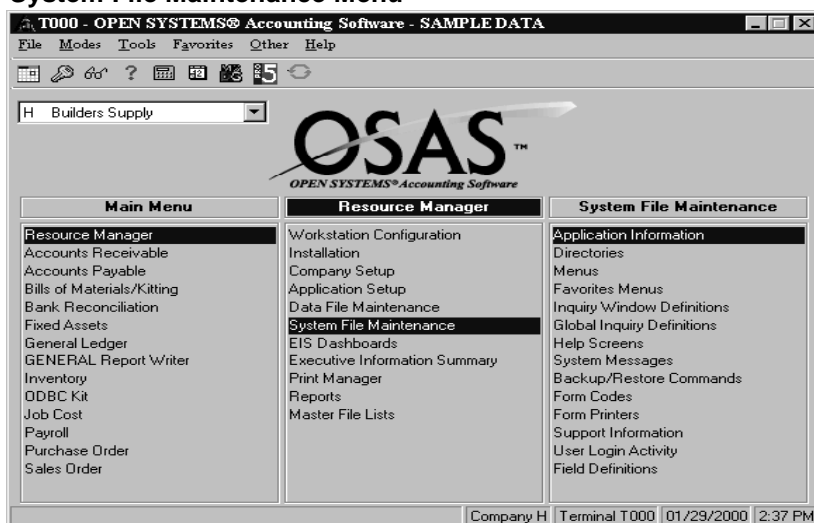 System File Maintenance Menu
T000 - OPEN SYSTEMS® Accounting Software - SAMPLE DATA
File Modes Tools Favorites Other Help
H Builders Supply
OSAS™
OPEN SYSTEMS® Accounting Software
Main Menu
Resource Manager
Accounts Receivable
Accounts Payable
Bills of Materials/Kitting
Bank Reconciliation
Fixed Assets
General Ledger
GENERAL Report Writer
Inventory
ODBC Kit
Job Cost
Payroll
Purchase Order
Sales Order
Resource Manager
Workstation Configuration
Installation
Company Setup
Application Setup
Data File Maintenance
System File Maintenance
EIS Dashboards
Executive Information Summary
Print Manager
Reports
Master File Lists
System File Maintenance
Application Information
Directories
Menus
Favorites Menus
Inquiry Window Definitions
Global Inquiry Definitions
Help Screens
System Messages
Backup/Restore Commands
Form Codes
Form Printers
Support Information
User Login Activity
Field Definitions
Company H Terminal T000 01/29/2000 2:37 PM